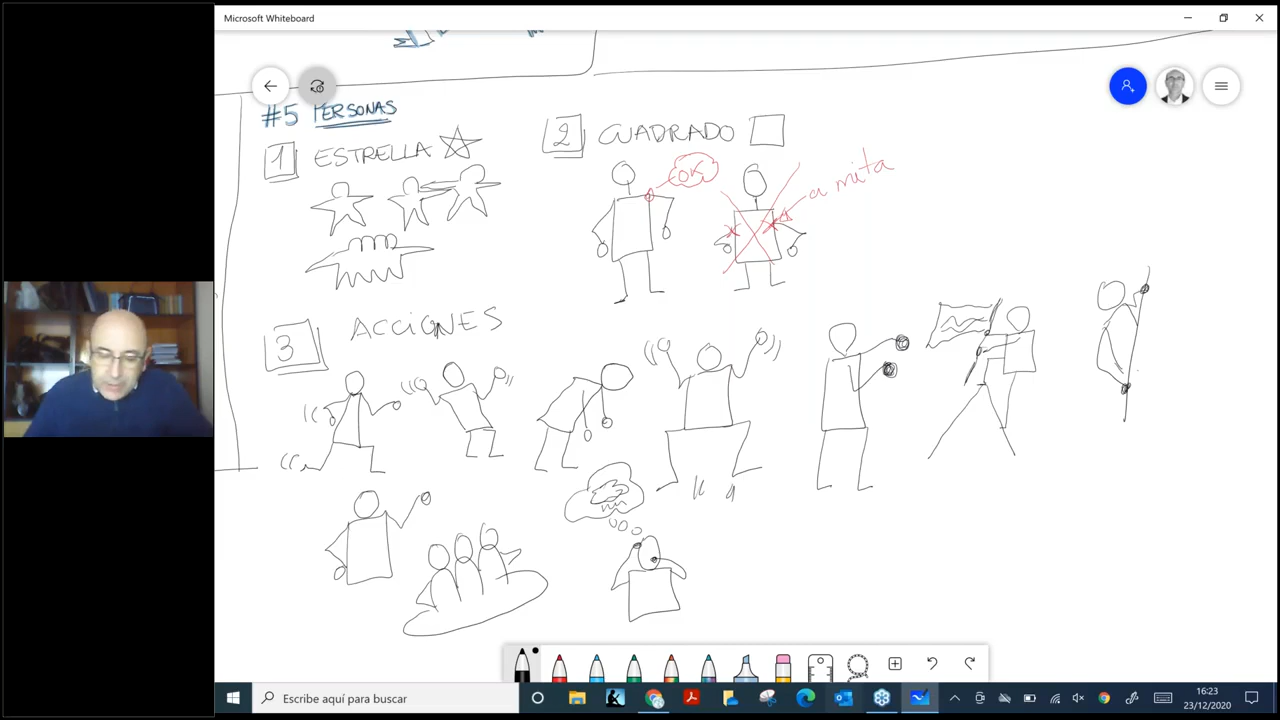 Microsoft Whiteboard
#5 PERSONAS
1 ESTRELLA
2 CUADRADO
OK
a mita
3 ACCIONES
Escribe aquí para buscar
16:23
23/12/2020